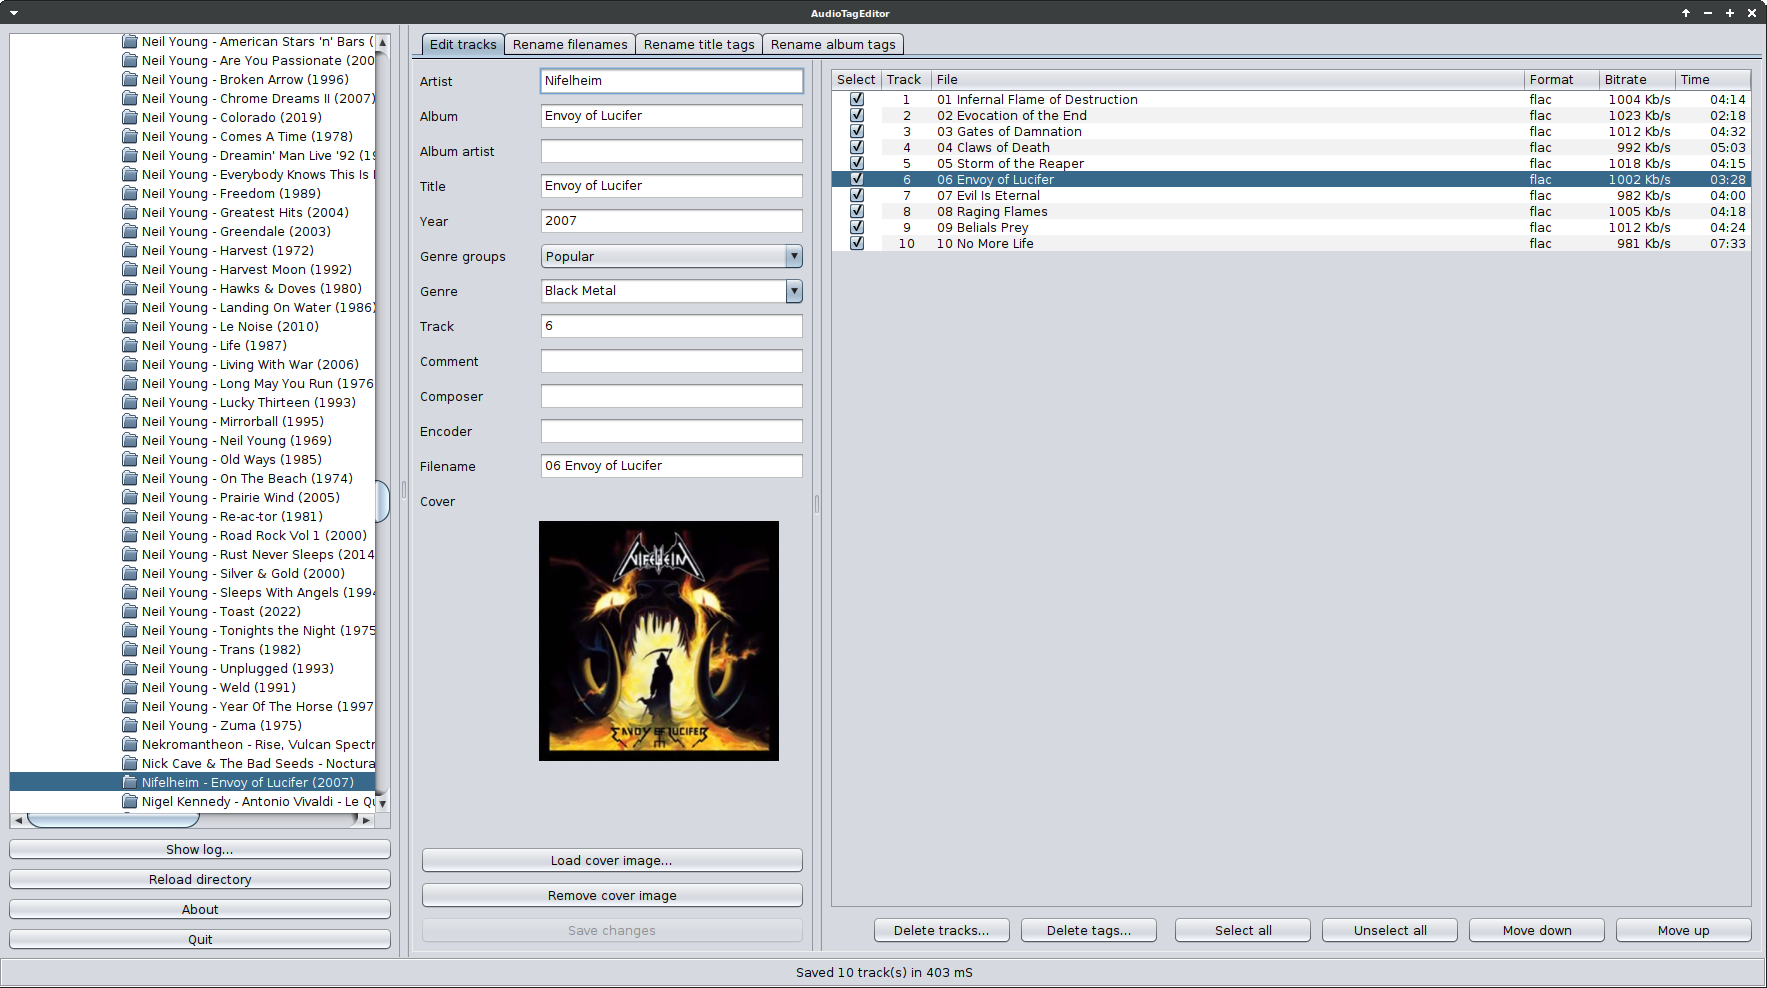 AudioTagEditor
Neil Young - American Stars 'n' Bars (
Neil Young - Are You Passionate (200
Neil Young - Broken Arrow (1996)
Neil Young - Chrome Dreams II (2007)
Neil Young - Colorado (2019)
Neil Young - Comes A Time (1978)
Neil Young - Dreamin' Man Live '92 (19
Neil Young - Everybody Knows This Is
Neil Young - Freedom (1989)
Neil Young - Greatest Hits (2004)
Neil Young - Greendale (2003)
Neil Young - Harvest (1972)
Neil Young - Harvest Moon (1992)
Neil Young - Hawks & Doves (1980)
Neil Young - Landing On Water (1986)
Neil Young - Le Noise (2010)
Neil Young - Life (1987)
Neil Young - Living With War (2006)
Neil Young - Long May You Run (1976
Neil Young - Lucky Thirteen (1993)
Neil Young - Mirrorball (1995)
Neil Young - Neil Young (1969)
Neil Young - Old Ways (1985)
Neil Young - On The Beach (1974)
Neil Young - Prairie Wind (2005)
Neil Young - Re-ac-tor (1981)
Neil Young - Road Rock Vol 1 (2000)
Neil Young - Rust Never Sleeps (2014
Neil Young - Silver & Gold (2000)
Neil Young - Sleeps With Angels (1994
Neil Young - Toast (2022)
Neil Young - Tonights the Night (1975
Neil Young - Trans (1982)
Neil Young - Unplugged (1993)
Neil Young - Weld (1991)
Neil Young - Year Of The Horse (1997
Neil Young - Zuma (1975)
Nekromantheon - Rise, Vulcan Spectr
Nick Cave & The Bad Seeds - Noctura
Nifelheim - Envoy of Lucifer (2007)
Nigel Kennedy - Antonio Vivaldi - Le Qu
Show log...
Reload directory
About
Quit
Edit tracks Rename filenames Rename title tags Rename album tags
Artist Nifelheim
Album Envoy of Lucifer
Album artist
Title Envoy of Lucifer
Year 2007
Genre groups Popular
Genre Black Metal
Track 6
Comment
Composer
Encoder
Filename 06 Envoy of Lucifer
Cover
NIFELHEIM
ENVOY OF LUCIFER
Load cover image...
Remove cover image
Save changes
Select Track File Format Bitrate Time
1 01 Infernal Flame of Destruction flac 1004 Kb/s 04:14
2 02 Evocation of the End flac 1023 Kb/s 02:18
3 03 Gates of Damnation flac 1012 Kb/s 04:32
4 04 Claws of Death flac 992 Kb/s 05:03
5 05 Storm of the Reaper flac 1018 Kb/s 04:15
6 06 Envoy of Lucifer flac 1002 Kb/s 03:28
7 07 Evil Is Eternal flac 982 Kb/s 04:00
8 08 Raging Flames flac 1005 Kb/s 04:18
9 09 Belials Prey flac 1012 Kb/s 04:24
10 10 No More Life flac 981 Kb/s 07:33
Delete tracks... Delete tags... Select all Unselect all Move down Move up
Saved 10 track(s) in 403 mS